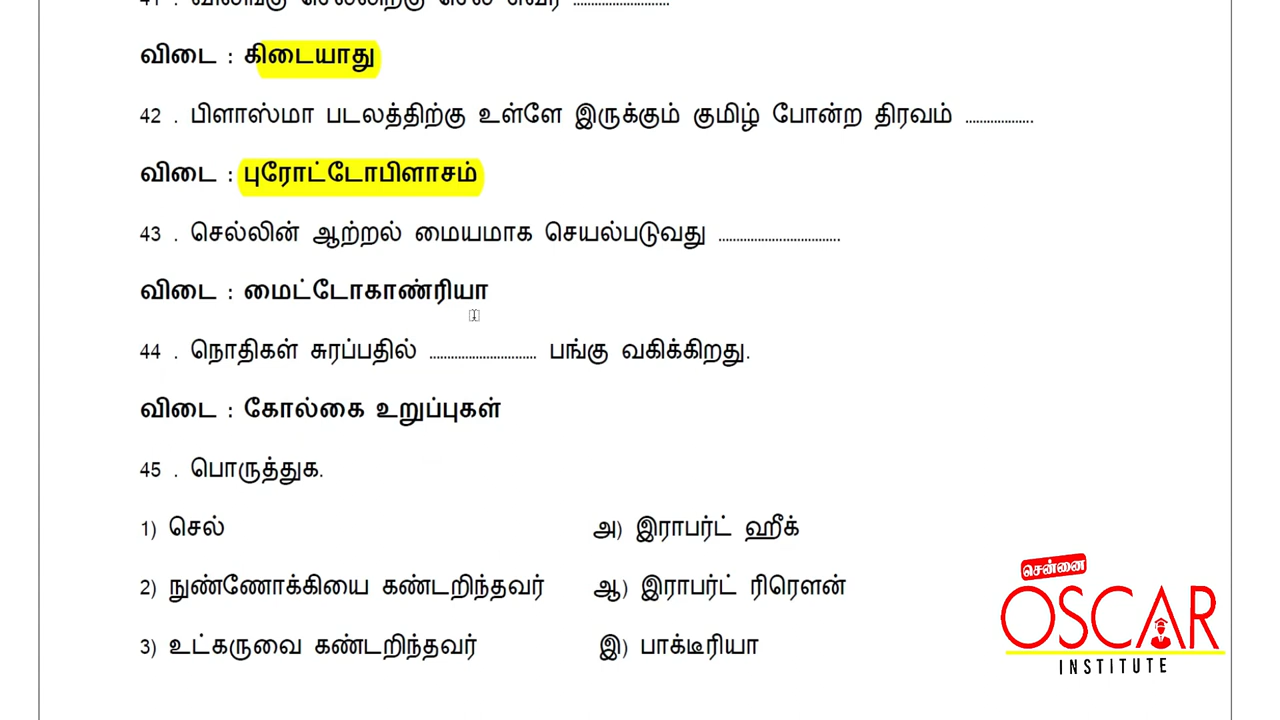 விடை : கிடையாது
42 . பிளாஸ்மா படலத்திற்கு உள்ளே இருக்கும் குமிழ் போன்ற திரவம் ...................
விடை : புரோட்டோபிளாசம்
43 . செல்லின் ஆற்றல் மையமாக செயல்படுவது .................................
விடை : மைட்டோகாண்ரியா
44 . நொதிகள் சுரப்பதில் ............................. பங்கு வகிக்கிறது.
விடை : கோல்கை உறுப்புகள்
45 . பொருத்துக.
1) செல் அ) இராபர்ட் ஹீக்
2) நுண்ணோக்கியை கண்டறிந்தவர் ஆ) இராபர்ட் ரிரௌன்
3) உட்கருவை கண்டறிந்தவர் இ) பாக்டீரியா
சென்னை
OSCAR
INSTITUTE